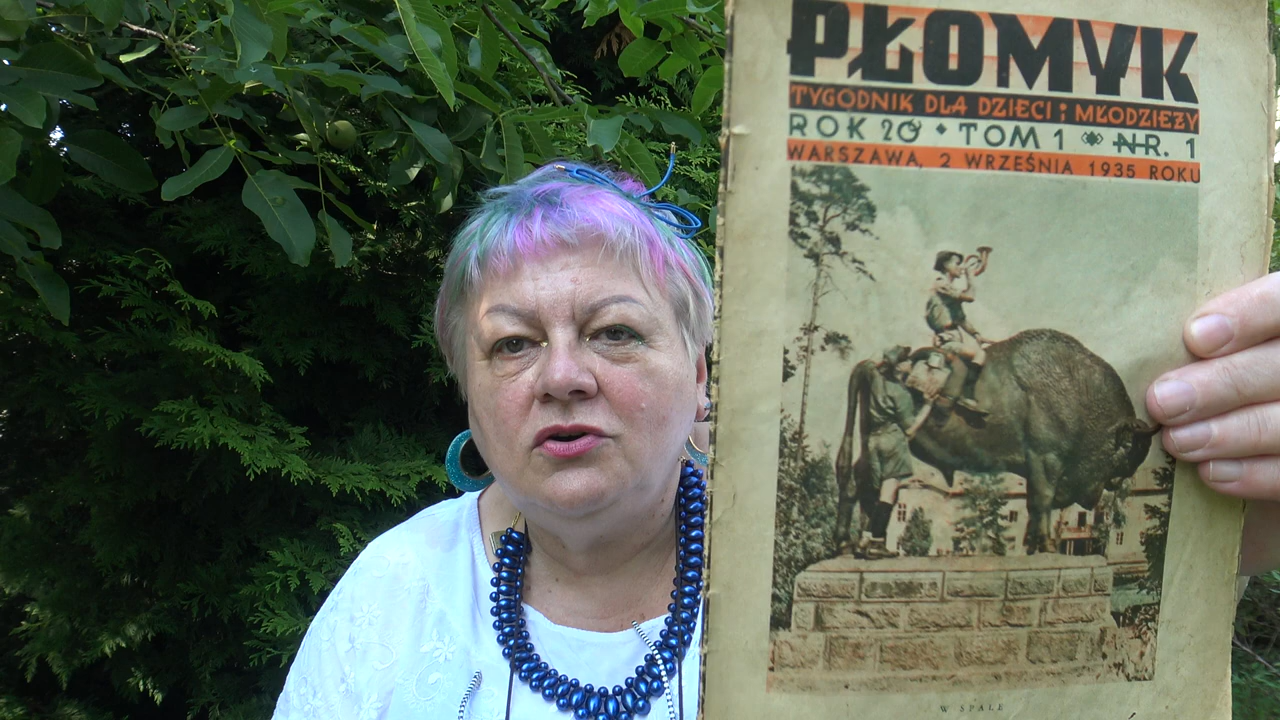 PŁOMYK
TYGODNIK DLA DZIECI i MŁODZIEŻY
ROK 20 • TOM 1 • NR. 1
WARSZAWA, 2 WRZEŚNIA 1935 ROKU
W SPALE